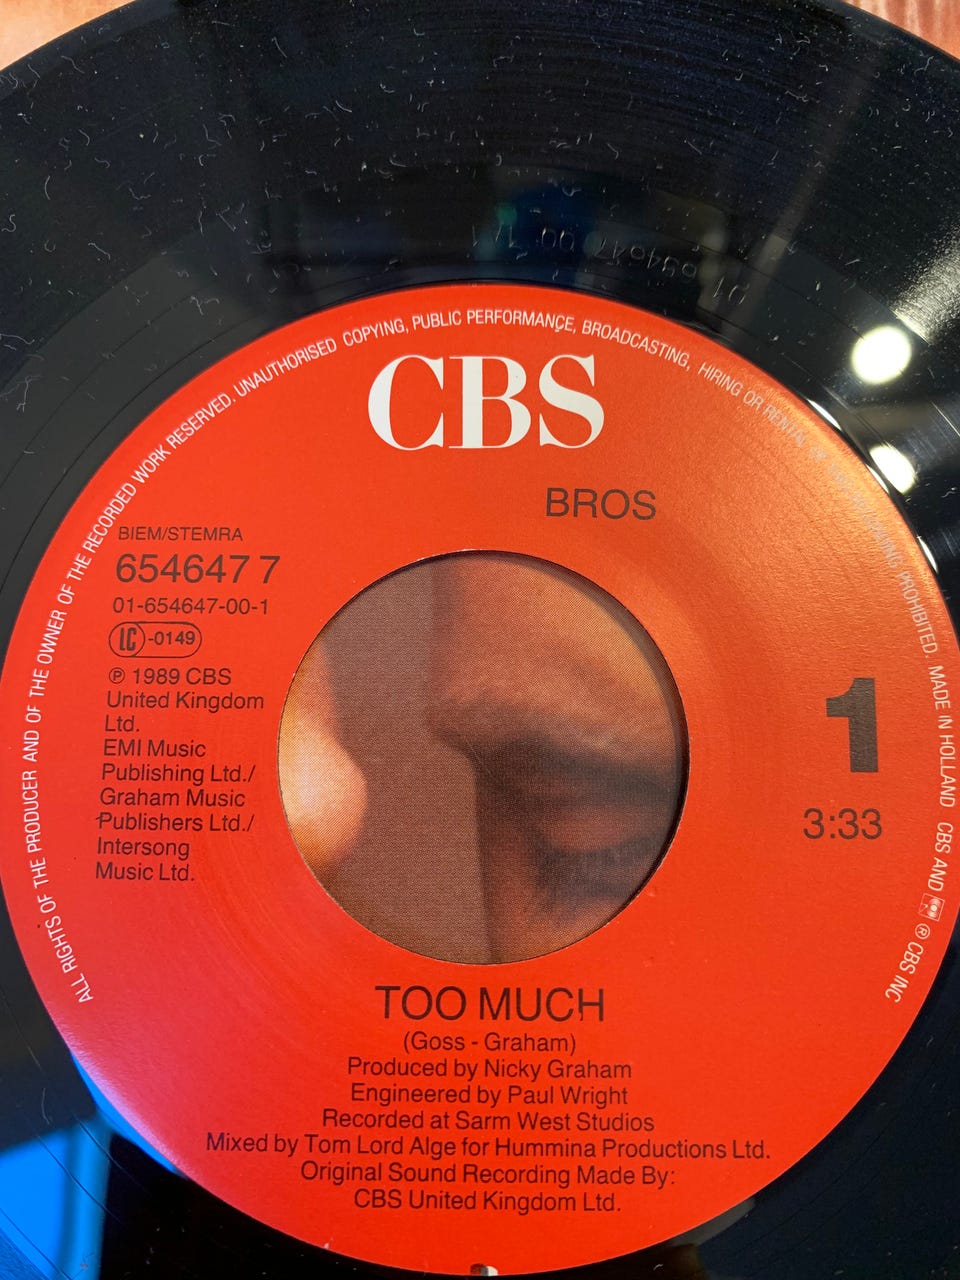 ALL RIGHTS OF THE PRODUCER AND OF THE OWNER OF THE RECORDED WORK RESERVED. UNAUTHORISED COPYING, PUBLIC PERFORMANCE, BROADCASTING, HIRING OR RENTAL PROHIBITED. MADE IN HOLLAND CBS AND ® CBS INC
CBS
BROS
BIEM/STEMRA
654647 7
01-654647-00-1
LC-0149
℗ 1989 CBS
United Kingdom
Ltd.
EMI Music
Publishing Ltd./
Graham Music
Publishers Ltd./
Intersong
Music Ltd.
1
3:33
TOO MUCH
(Goss - Graham)
Produced by Nicky Graham
Engineered by Paul Wright
Recorded at Sarm West Studios
Mixed by Tom Lord Alge for Hummina Productions Ltd.
Original Sound Recording Made By:
CBS United Kingdom Ltd.